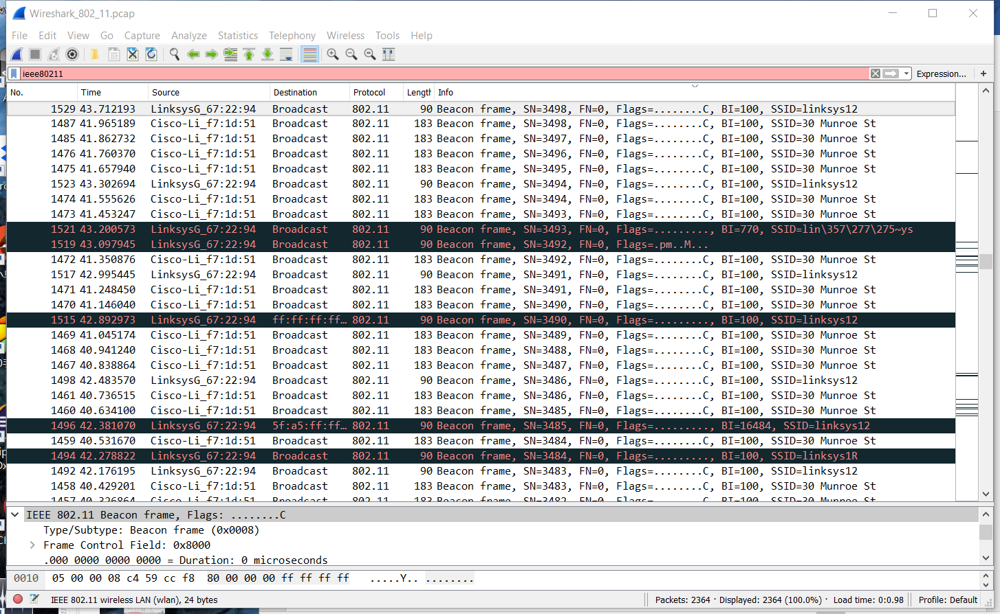 Wireshark_802_11.pcap
File Edit View Go Capture Analyze Statistics Telephony Wireless Tools Help
ieee80211 Expression... +
No. Time Source Destination Protocol Length Info
1529 43.712193 LinksysG_67:22:94 Broadcast 802.11 90 Beacon frame, SN=3498, FN=0, Flags=........C, BI=100, SSID=linksys12
1487 41.965189 Cisco-Li_f7:1d:51 Broadcast 802.11 183 Beacon frame, SN=3498, FN=0, Flags=........C, BI=100, SSID=30 Munroe St
1485 41.862732 Cisco-Li_f7:1d:51 Broadcast 802.11 183 Beacon frame, SN=3497, FN=0, Flags=........C, BI=100, SSID=30 Munroe St
1476 41.760370 Cisco-Li_f7:1d:51 Broadcast 802.11 183 Beacon frame, SN=3496, FN=0, Flags=........C, BI=100, SSID=30 Munroe St
1475 41.657940 Cisco-Li_f7:1d:51 Broadcast 802.11 183 Beacon frame, SN=3495, FN=0, Flags=........C, BI=100, SSID=30 Munroe St
1523 43.302694 LinksysG_67:22:94 Broadcast 802.11 90 Beacon frame, SN=3494, FN=0, Flags=........C, BI=100, SSID=linksys12
1474 41.555626 Cisco-Li_f7:1d:51 Broadcast 802.11 183 Beacon frame, SN=3494, FN=0, Flags=........C, BI=100, SSID=30 Munroe St
1473 41.453247 Cisco-Li_f7:1d:51 Broadcast 802.11 183 Beacon frame, SN=3493, FN=0, Flags=........C, BI=100, SSID=30 Munroe St
1521 43.200573 LinksysG_67:22:94 Broadcast 802.11 90 Beacon frame, SN=3493, FN=0, Flags=........., BI=770, SSID=lin\357\277\275~ys
1519 43.097945 LinksysG_67:22:94 Broadcast 802.11 90 Beacon frame, SN=3492, FN=0, Flags=.pm..M...
1472 41.350876 Cisco-Li_f7:1d:51 Broadcast 802.11 183 Beacon frame, SN=3492, FN=0, Flags=........C, BI=100, SSID=30 Munroe St
1517 42.995445 LinksysG_67:22:94 Broadcast 802.11 90 Beacon frame, SN=3491, FN=0, Flags=........C, BI=100, SSID=linksys12
1471 41.248450 Cisco-Li_f7:1d:51 Broadcast 802.11 183 Beacon frame, SN=3491, FN=0, Flags=........C, BI=100, SSID=30 Munroe St
1470 41.146040 Cisco-Li_f7:1d:51 Broadcast 802.11 183 Beacon frame, SN=3490, FN=0, Flags=........C, BI=100, SSID=30 Munroe St
1515 42.892973 LinksysG_67:22:94 ff:ff:ff:ff… 802.11 90 Beacon frame, SN=3490, FN=0, Flags=........., BI=100, SSID=linksys12
1469 41.045174 Cisco-Li_f7:1d:51 Broadcast 802.11 183 Beacon frame, SN=3489, FN=0, Flags=........C, BI=100, SSID=30 Munroe St
1468 40.941240 Cisco-Li_f7:1d:51 Broadcast 802.11 183 Beacon frame, SN=3488, FN=0, Flags=........C, BI=100, SSID=30 Munroe St
1467 40.838864 Cisco-Li_f7:1d:51 Broadcast 802.11 183 Beacon frame, SN=3487, FN=0, Flags=........C, BI=100, SSID=30 Munroe St
1498 42.483570 LinksysG_67:22:94 Broadcast 802.11 90 Beacon frame, SN=3486, FN=0, Flags=........C, BI=100, SSID=linksys12
1461 40.736515 Cisco-Li_f7:1d:51 Broadcast 802.11 183 Beacon frame, SN=3486, FN=0, Flags=........C, BI=100, SSID=30 Munroe St
1460 40.634100 Cisco-Li_f7:1d:51 Broadcast 802.11 183 Beacon frame, SN=3485, FN=0, Flags=........C, BI=100, SSID=30 Munroe St
1496 42.381070 LinksysG_67:22:94 5f:a5:ff:ff… 802.11 90 Beacon frame, SN=3485, FN=0, Flags=........., BI=16484, SSID=linksys12
1459 40.531670 Cisco-Li_f7:1d:51 Broadcast 802.11 183 Beacon frame, SN=3484, FN=0, Flags=........C, BI=100, SSID=30 Munroe St
1494 42.278822 LinksysG_67:22:94 Broadcast 802.11 90 Beacon frame, SN=3484, FN=0, Flags=........., BI=100, SSID=linksys1R
1492 42.176195 LinksysG_67:22:94 Broadcast 802.11 90 Beacon frame, SN=3483, FN=0, Flags=........C, BI=100, SSID=linksys12
1458 40.429201 Cisco-Li_f7:1d:51 Broadcast 802.11 183 Beacon frame, SN=3483, FN=0, Flags=........C, BI=100, SSID=30 Munroe St
1457 40.326864 Cisco-Li_f7:1d:51 Broadcast 802.11 183 Beacon frame, SN=3482, FN=0, Flags=........C, BI=100, SSID=30 Munroe St
IEEE 802.11 Beacon frame, Flags: ........C
Type/Subtype: Beacon frame (0x0008)
Frame Control Field: 0x8000
.000 0000 0000 0000 = Duration: 0 microseconds
0010 05 00 00 08 c4 59 cc f8 80 00 00 00 ff ff ff ff .....Y.. ........
IEEE 802.11 wireless LAN (wlan), 24 bytes Packets: 2364 · Displayed: 2364 (100.0%) · Load time: 0:0.98 Profile: Default